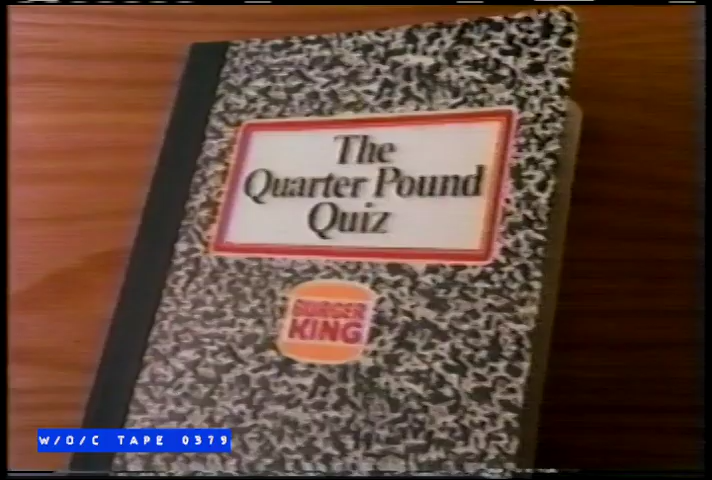 The
Quarter Pound
Quiz
BURGER
KING
W/O/C TAPE 0379